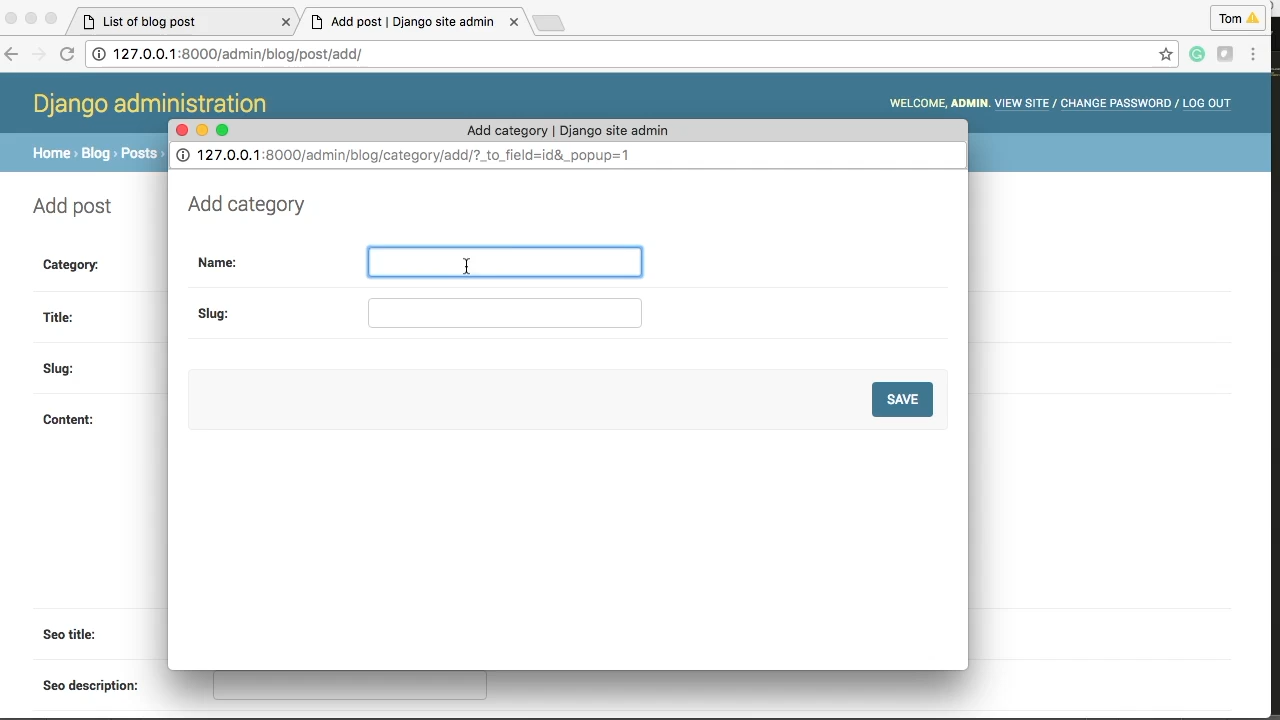 List of blog post
Add post | Django site admin
Tom
127.0.0.1:8000/admin/blog/post/add/
Django administration
WELCOME, ADMIN. VIEW SITE / CHANGE PASSWORD / LOG OUT
Home › Blog › Posts ›
Add category | Django site admin
127.0.0.1:8000/admin/blog/category/add/?_to_field=id&_popup=1
Add post
Add category
Category:
Name:
Title:
Slug:
Slug:
SAVE
Content:
Seo title:
Seo description: